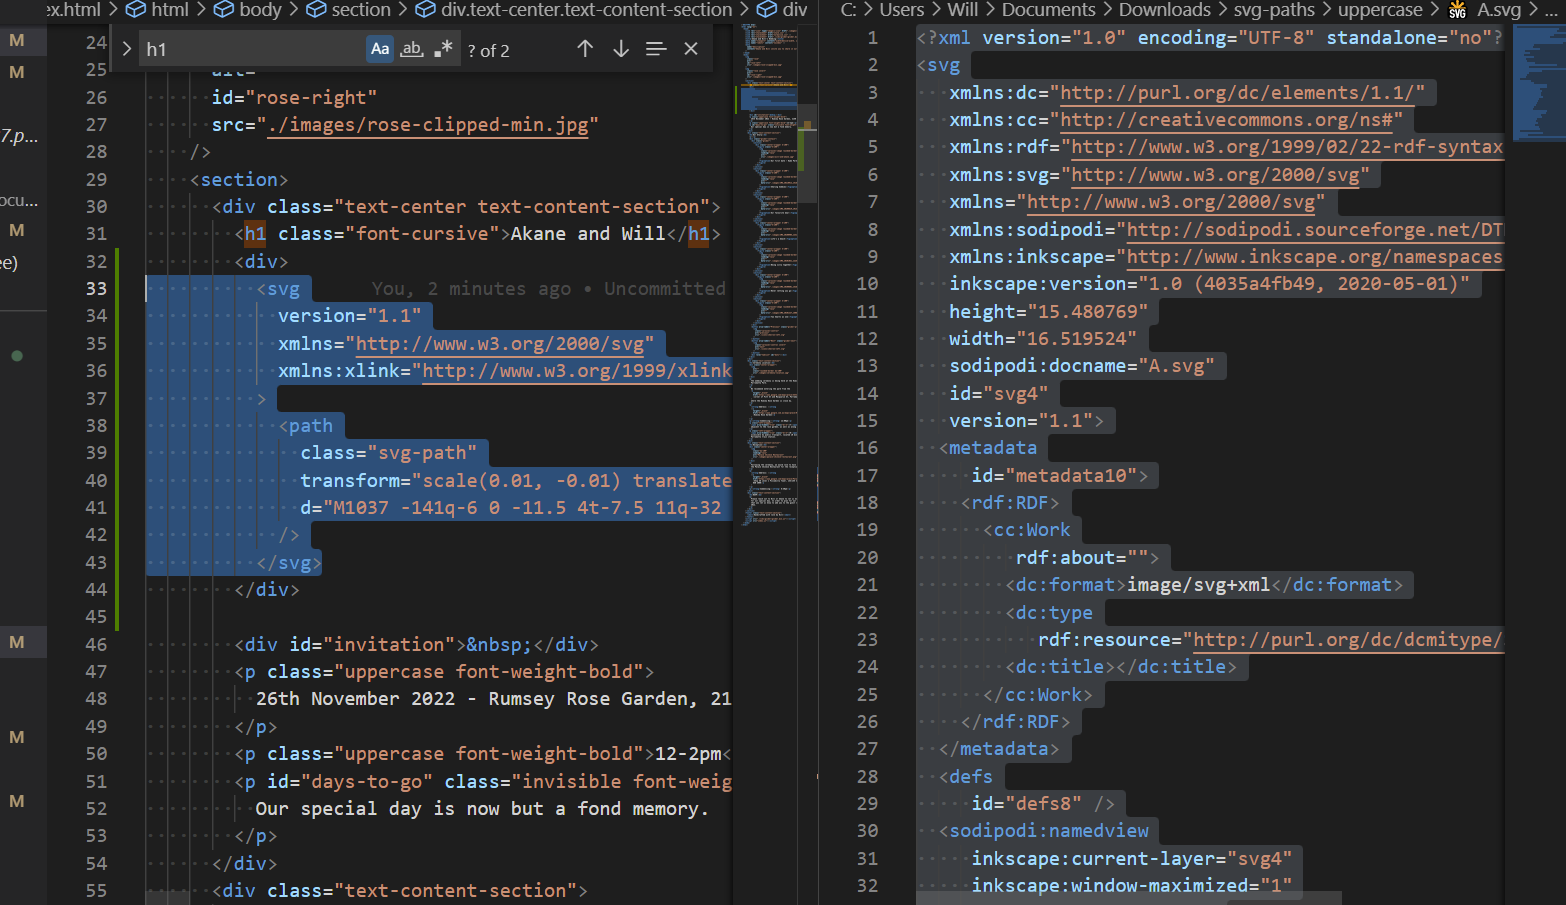 ex.html > html > body > section > div.text-center.text-content-section > div
h1 Aa ab, .* ? of 2
M
M
7.p...
ocu...
M
ee)
M
M
M
24
25 alt=
26 id="rose-right"
27 src="./images/rose-clipped-min.jpg"
28 />
29 <section>
30 <div class="text-center text-content-section">
31 <h1 class="font-cursive">Akane and Will</h1>
32 <div>
33 <svg You, 2 minutes ago • Uncommitted
34 version="1.1"
35 xmlns="http://www.w3.org/2000/svg"
36 xmlns:xlink="http://www.w3.org/1999/xlink
37 >
38 <path
39 class="svg-path"
40 transform="scale(0.01, -0.01) translate
41 d="M1037 -141q-6 0 -11.5 4t-7.5 11q-32
42 />
43 </svg>
44 </div>
45
46 <div id="invitation">&nbsp;</div>
47 <p class="uppercase font-weight-bold">
48 26th November 2022 - Rumsey Rose Garden, 21
49 </p>
50 <p class="uppercase font-weight-bold">12-2pm<
51 <p id="days-to-go" class="invisible font-weig
52 Our special day is now but a fond memory.
53 </p>
54 </div>
55 <div class="text-content-section">
C: > Users > Will > Documents > Downloads > svg-paths > uppercase > SVG A.svg > ...
1 <?xml version="1.0" encoding="UTF-8" standalone="no"?
2 <svg
3 xmlns:dc="http://purl.org/dc/elements/1.1/"
4 xmlns:cc="http://creativecommons.org/ns#"
5 xmlns:rdf="http://www.w3.org/1999/02/22-rdf-syntax
6 xmlns:svg="http://www.w3.org/2000/svg"
7 xmlns="http://www.w3.org/2000/svg"
8 xmlns:sodipodi="http://sodipodi.sourceforge.net/DT
9 xmlns:inkscape="http://www.inkscape.org/namespaces
10 inkscape:version="1.0 (4035a4fb49, 2020-05-01)"
11 height="15.480769"
12 width="16.519524"
13 sodipodi:docname="A.svg"
14 id="svg4"
15 version="1.1">
16 <metadata
17 id="metadata10">
18 <rdf:RDF>
19 <cc:Work
20 rdf:about="">
21 <dc:format>image/svg+xml</dc:format>
22 <dc:type
23 rdf:resource="http://purl.org/dc/dcmitype/
24 <dc:title></dc:title>
25 </cc:Work>
26 </rdf:RDF>
27 </metadata>
28 <defs
29 id="defs8" />
30 <sodipodi:namedview
31 inkscape:current-layer="svg4"
32 inkscape:window-maximized="1"